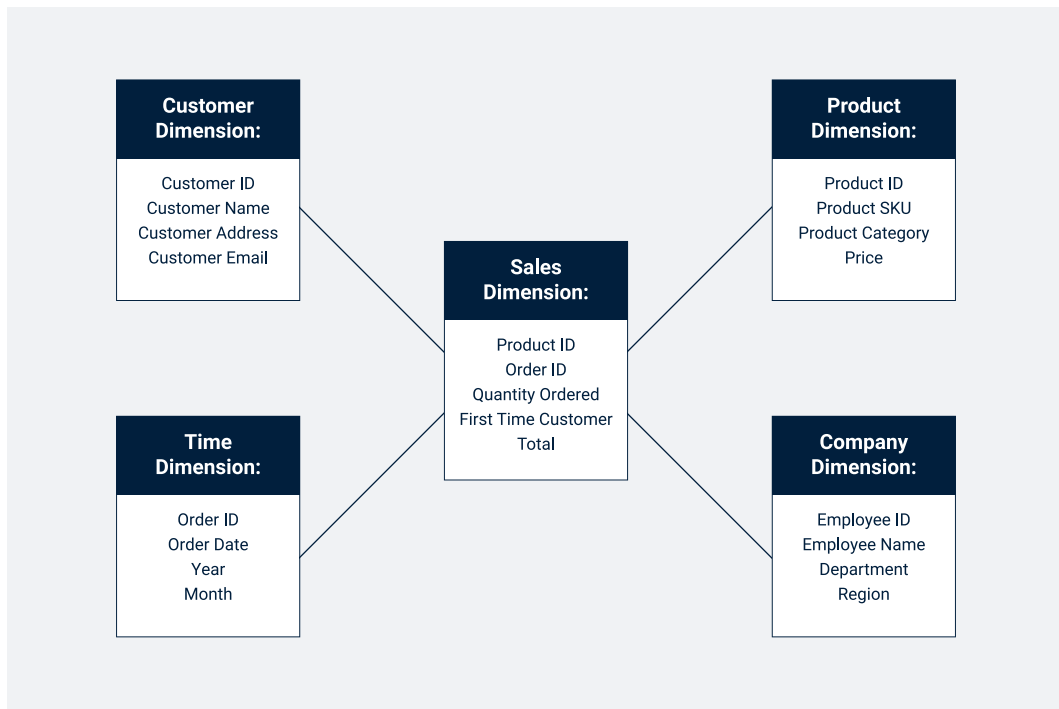 Customer
Dimension:
Customer ID
Customer Name
Customer Address
Customer Email
Product
Dimension:
Product ID
Product SKU
Product Category
Price
Sales
Dimension:
Product ID
Order ID
Quantity Ordered
First Time Customer
Total
Time
Dimension:
Order ID
Order Date
Year
Month
Company
Dimension:
Employee ID
Employee Name
Department
Region